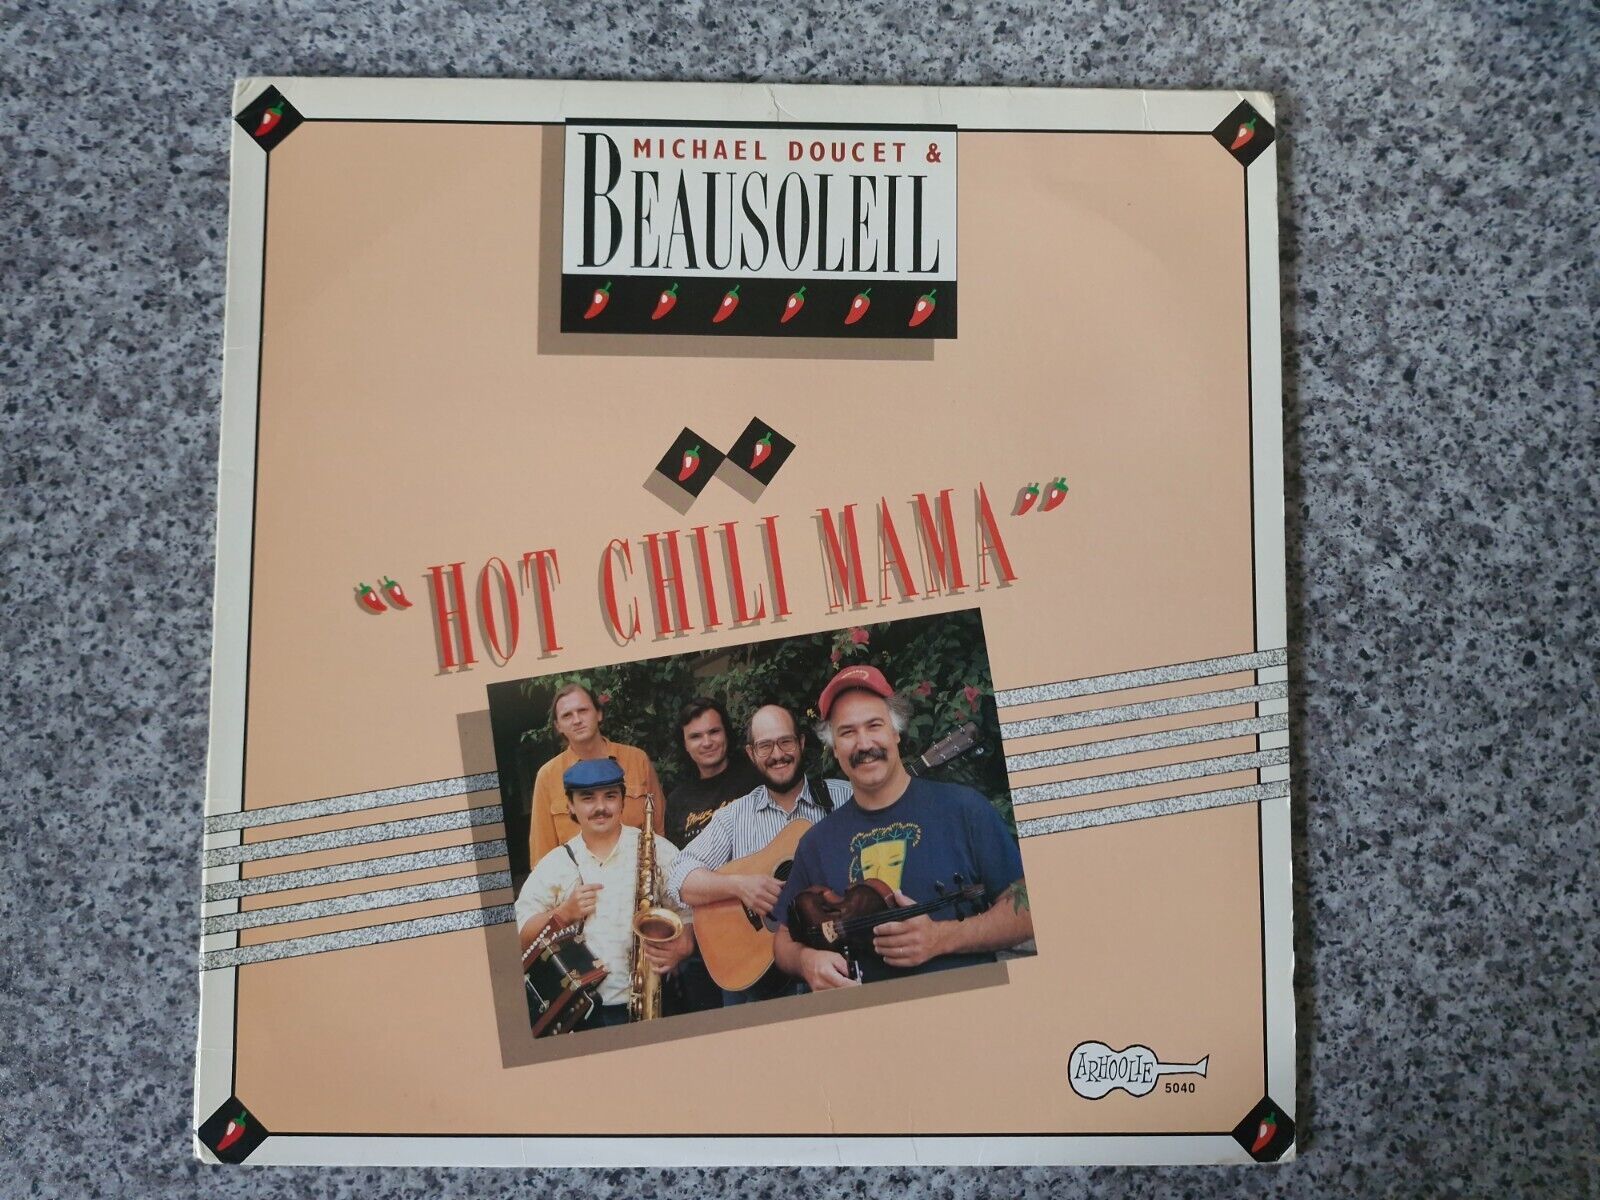 MICHAEL DOUCET &
BEAUSOLEIL
"HOT CHILI MAMA"
ARHOOLIE
5040